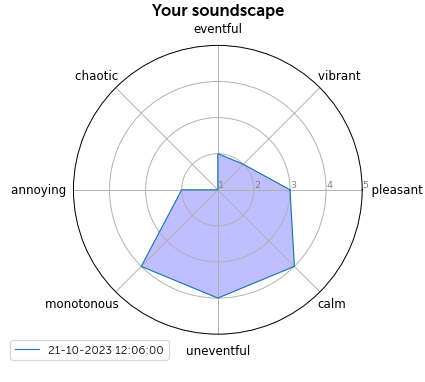 Your soundscape
eventful
chaotic
vibrant
annoying
1 2 3 4 5
pleasant
monotonous
calm
uneventful
21-10-2023 12:06:00